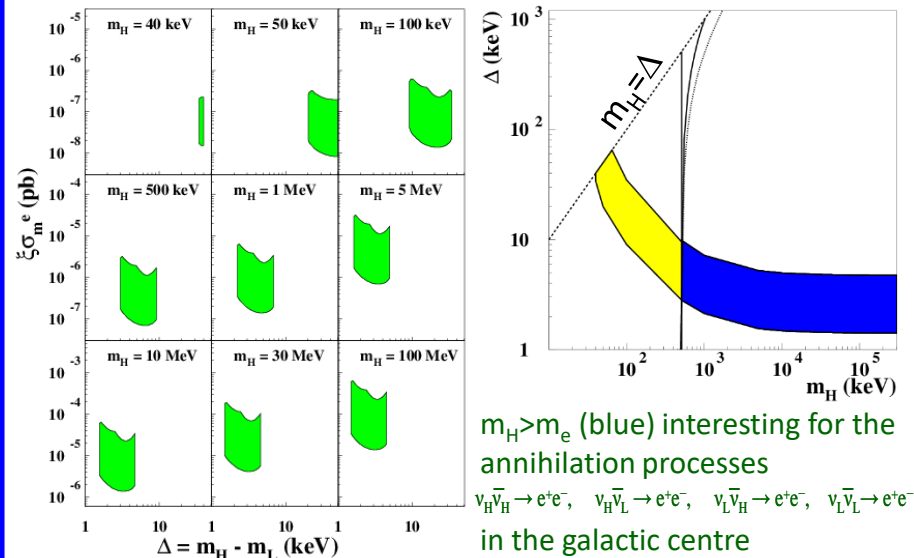 m_H = 40 keV
m_H = 50 keV
m_H = 100 keV
10^-5
10^-6
10^-7
10^-8
m_H = 500 keV
m_H = 1 MeV
m_H = 5 MeV
10^-4
10^-5
10^-6
10^-7
m_H = 10 MeV
m_H = 30 MeV
m_H = 100 MeV
10^-3
10^-4
10^-5
10^-6
1 10 1 10 1 10
ξσ_m^e (pb)
Δ = m_H - m_L (keV)
Δ (keV)
10^3
10^2
10
1
m_H=Δ
10^2 10^3 10^4 10^5
m_H (keV)
m_H>m_e (blue) interesting for the
annihilation processes
ν_Hν̄_H → e⁺e⁻, ν_Hν̄_L → e⁺e⁻, ν_Lν̄_H → e⁺e⁻, ν_Lν̄_L → e⁺e⁻
in the galactic centre